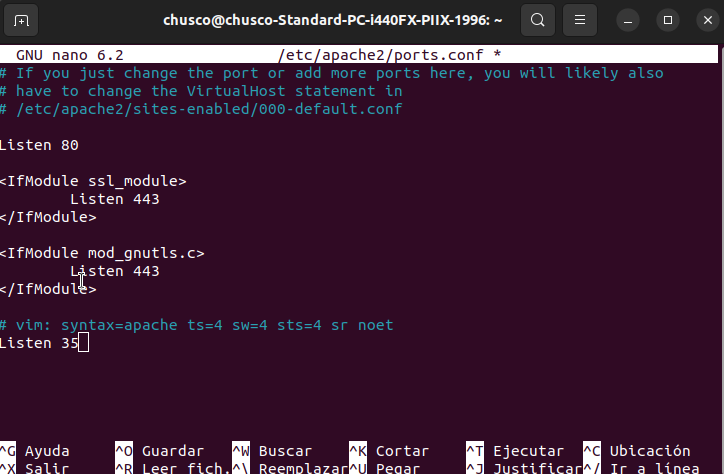 chusco@chusco-Standard-PC-i440FX-PIIX-1996: ~
GNU nano 6.2 /etc/apache2/ports.conf *
# If you just change the port or add more ports here, you will likely also
# have to change the VirtualHost statement in
# /etc/apache2/sites-enabled/000-default.conf
Listen 80
<IfModule ssl_module>
Listen 443
</IfModule>
<IfModule mod_gnutls.c>
Listen 443
</IfModule>
# vim: syntax=apache ts=4 sw=4 sts=4 sr noet
Listen 35
^G Ayuda ^O Guardar ^W Buscar ^K Cortar ^T Ejecutar ^C Ubicación
^X Salir ^R Leer fich. ^\ Reemplazar ^U Pegar ^J Justificar ^/ Ir a línea